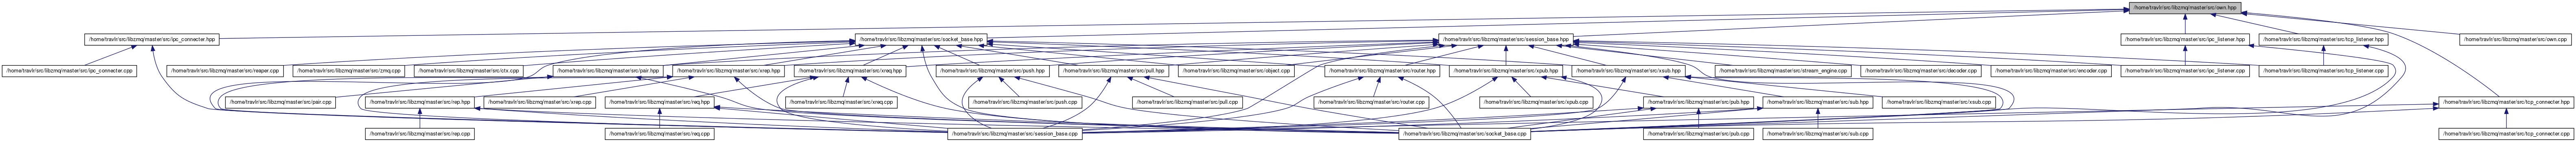 /home/travlr/src/libzmq/master/src/own.hpp
/home/travlr/src/libzmq/master/src/ipc_connecter.hpp
/home/travlr/src/libzmq/master/src/socket_base.hpp
/home/travlr/src/libzmq/master/src/session_base.hpp
/home/travlr/src/libzmq/master/src/ipc_listener.hpp
/home/travlr/src/libzmq/master/src/tcp_listener.hpp
/home/travlr/src/libzmq/master/src/own.cpp
/home/travlr/src/libzmq/master/src/ipc_connecter.cpp
/home/travlr/src/libzmq/master/src/reaper.cpp
/home/travlr/src/libzmq/master/src/zmq.cpp
/home/travlr/src/libzmq/master/src/ctx.cpp
/home/travlr/src/libzmq/master/src/pair.hpp
/home/travlr/src/libzmq/master/src/xrep.hpp
/home/travlr/src/libzmq/master/src/xreq.hpp
/home/travlr/src/libzmq/master/src/push.hpp
/home/travlr/src/libzmq/master/src/pull.hpp
/home/travlr/src/libzmq/master/src/object.cpp
/home/travlr/src/libzmq/master/src/router.hpp
/home/travlr/src/libzmq/master/src/xpub.hpp
/home/travlr/src/libzmq/master/src/xsub.hpp
/home/travlr/src/libzmq/master/src/stream_engine.cpp
/home/travlr/src/libzmq/master/src/decoder.cpp
/home/travlr/src/libzmq/master/src/encoder.cpp
/home/travlr/src/libzmq/master/src/ipc_listener.cpp
/home/travlr/src/libzmq/master/src/tcp_listener.cpp
/home/travlr/src/libzmq/master/src/pair.cpp
/home/travlr/src/libzmq/master/src/rep.hpp
/home/travlr/src/libzmq/master/src/xrep.cpp
/home/travlr/src/libzmq/master/src/req.hpp
/home/travlr/src/libzmq/master/src/xreq.cpp
/home/travlr/src/libzmq/master/src/push.cpp
/home/travlr/src/libzmq/master/src/pull.cpp
/home/travlr/src/libzmq/master/src/router.cpp
/home/travlr/src/libzmq/master/src/xpub.cpp
/home/travlr/src/libzmq/master/src/pub.hpp
/home/travlr/src/libzmq/master/src/sub.hpp
/home/travlr/src/libzmq/master/src/xsub.cpp
/home/travlr/src/libzmq/master/src/tcp_connecter.hpp
/home/travlr/src/libzmq/master/src/rep.cpp
/home/travlr/src/libzmq/master/src/req.cpp
/home/travlr/src/libzmq/master/src/session_base.cpp
/home/travlr/src/libzmq/master/src/socket_base.cpp
/home/travlr/src/libzmq/master/src/pub.cpp
/home/travlr/src/libzmq/master/src/sub.cpp
/home/travlr/src/libzmq/master/src/tcp_connecter.cpp